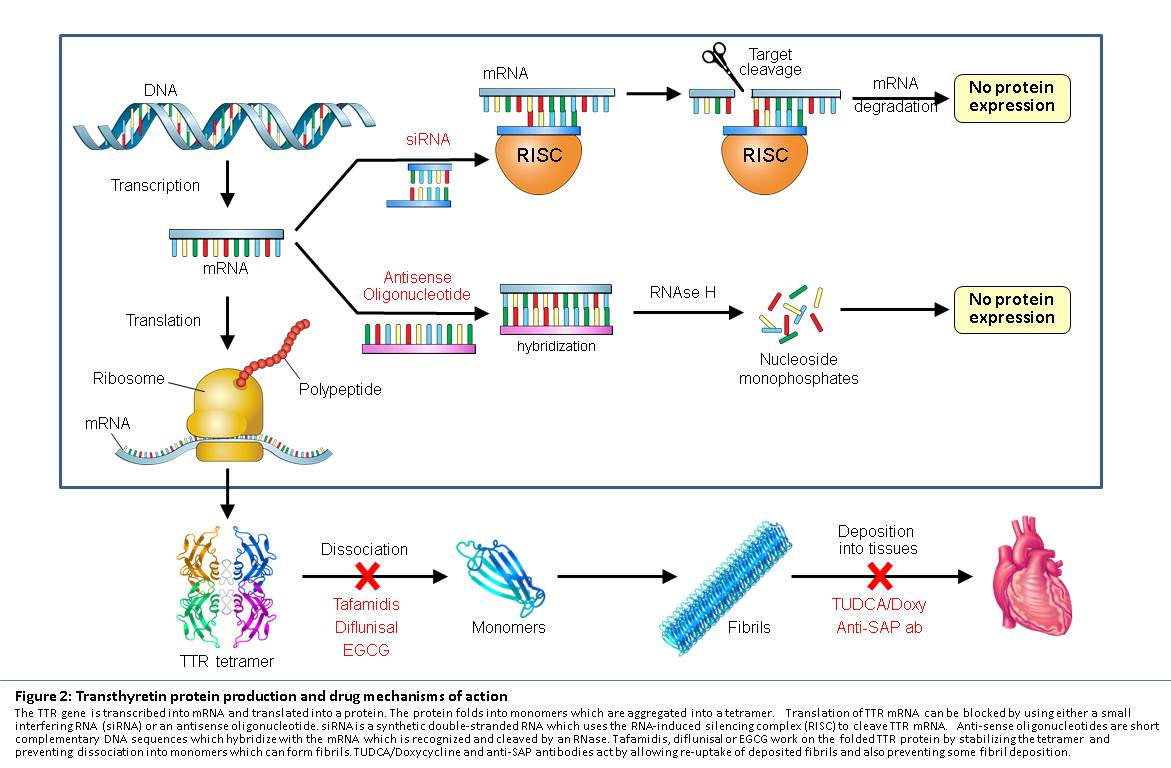 DNA
Transcription
mRNA
Translation
Ribosome
Polypeptide
mRNA
siRNA
mRNA
RISC
Target
cleavage
RISC
mRNA
degradation
No protein
expression
Antisense
Oligonucleotide
hybridization
RNAse H
Nucleoside
monophosphates
No protein
expression
TTR tetramer
Dissociation
Tafamidis
Diflunisal
EGCG
Monomers
Fibrils
Deposition
into tissues
TUDCA/Doxy
Anti-SAP ab
Figure 2: Transthyretin protein production and drug mechanisms of action
The TTR gene is transcribed into mRNA and translated into a protein. The protein folds into monomers which are aggregated into a tetramer. Translation of TTR mRNA can be blocked by using either a small
interfering RNA (siRNA) or an antisense oligonucleotide. siRNA is a synthetic double-stranded RNA which uses the RNA-induced silencing complex (RISC) to cleave TTR mRNA. Anti-sense oligonucleotides are short
complementary DNA sequences which hybridize with the mRNA which is recognized and cleaved by an RNase. Tafamidis, diflunisal or EGCG work on the folded TTR protein by stabilizing the tetramer and
preventing dissociation into monomers which can form fibrils. TUDCA/Doxycycline and anti-SAP antibodies act by allowing re-uptake of deposited fibrils and also preventing some fibril deposition.